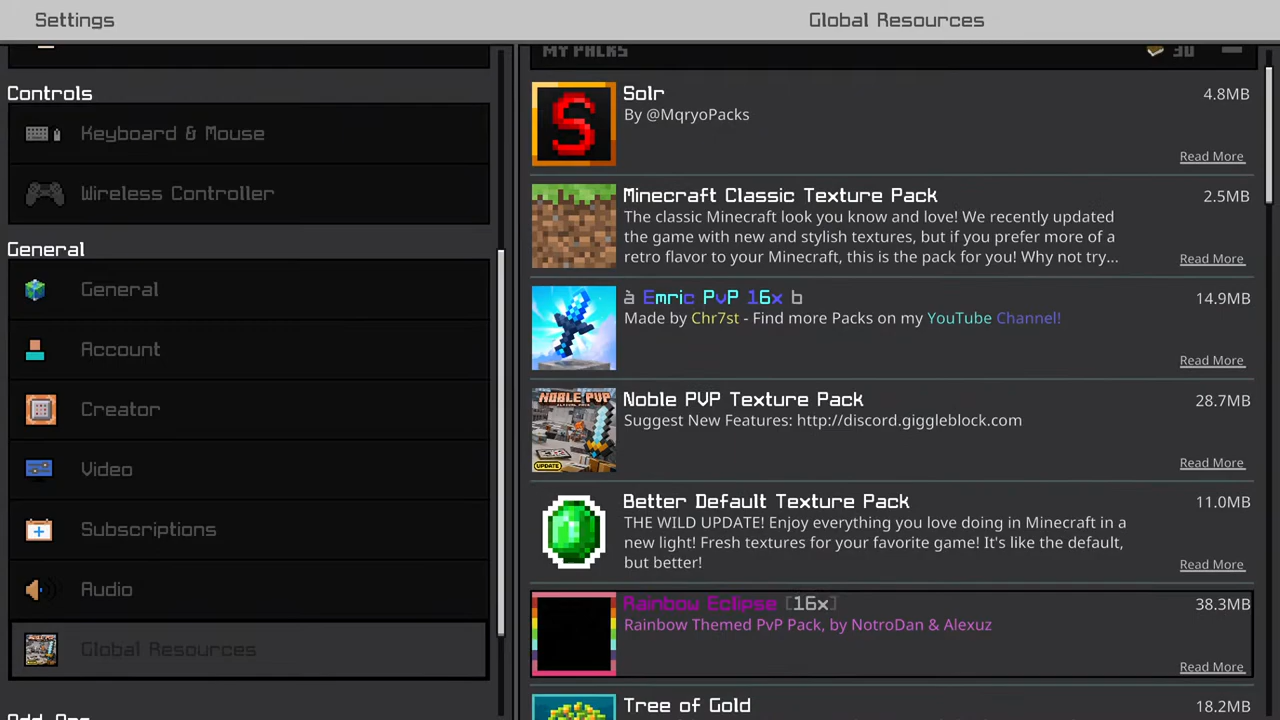 Settings
Global Resources
Controls
Keyboard & Mouse
Wireless Controller
General
General
Account
Creator
Video
Subscriptions
Audio
Global Resources
MY PACKS 30
Solr 4.8MB
By @MqryoPacks
Read More
Minecraft Classic Texture Pack 2.5MB
The classic Minecraft look you know and love! We recently updated
the game with new and stylish textures, but if you prefer more of a
retro flavor to your Minecraft, this is the pack for you! Why not try...
Read More
à Emric PvP 16x b 14.9MB
Made by Chr7st - Find more Packs on my YouTube Channel!
Read More
NOBLE PVP
UPDATE
Noble PVP Texture Pack 28.7MB
Suggest New Features: http://discord.giggleblock.com
Read More
Better Default Texture Pack 11.0MB
THE WILD UPDATE! Enjoy everything you love doing in Minecraft in a
new light! Fresh textures for your favorite game! It's like the default,
but better!
Read More
Rainbow Eclipse [16x] 38.3MB
Rainbow Themed PvP Pack, by NotroDan & Alexuz
Read More
Tree of Gold 18.2MB